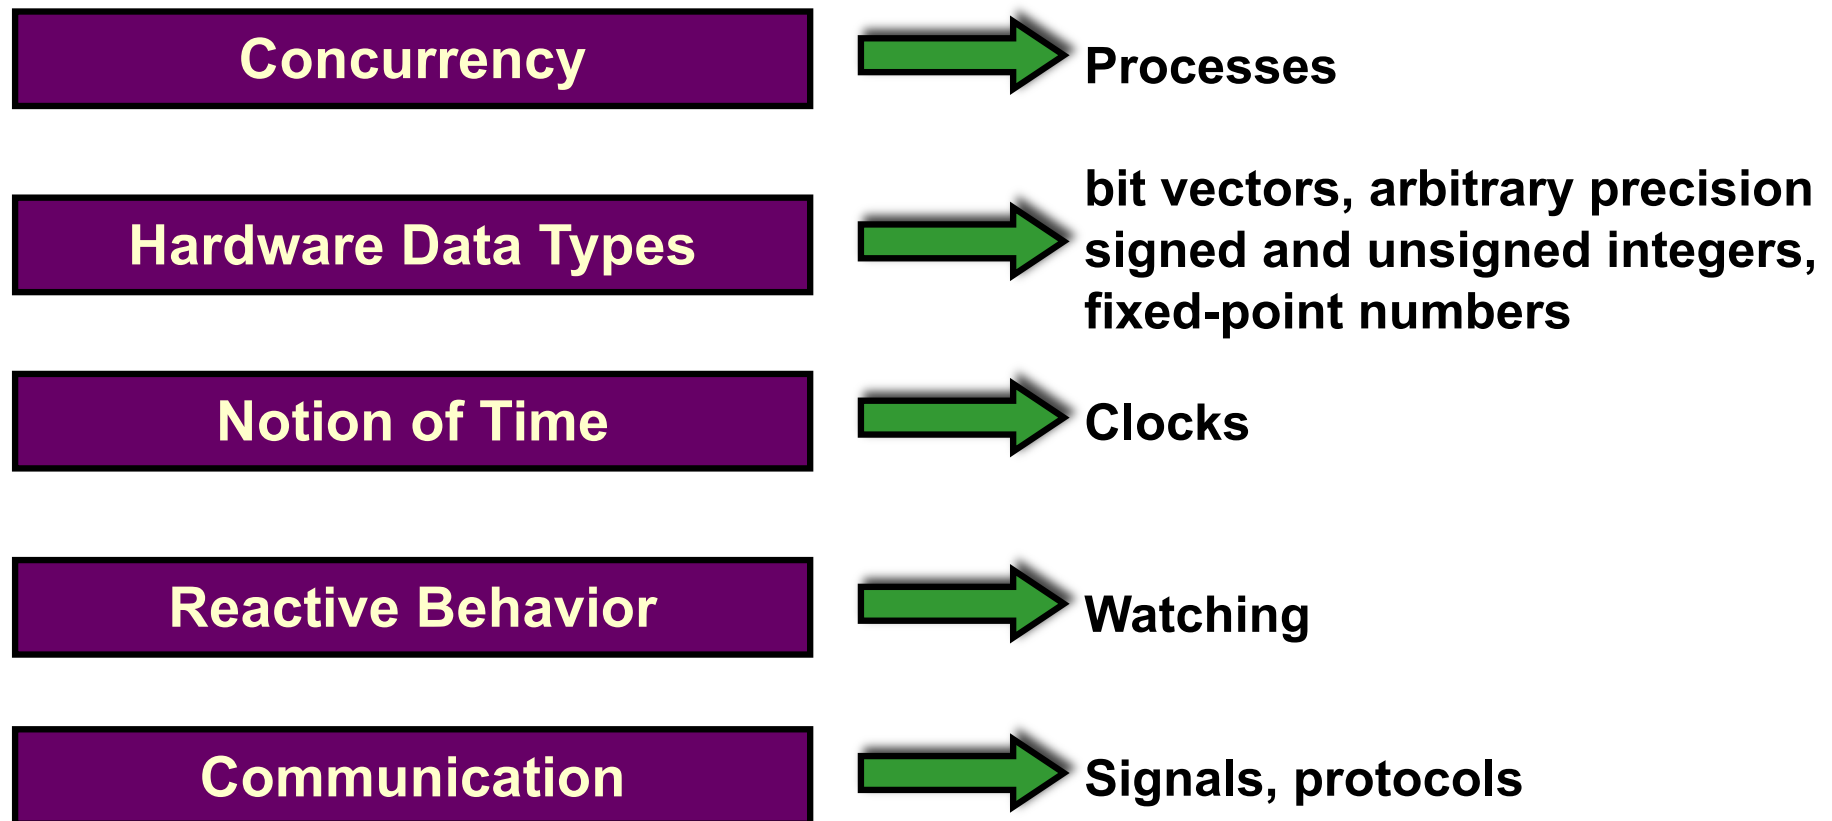 Concurrency
Processes
Hardware Data Types
bit vectors, arbitrary precision
signed and unsigned integers,
fixed-point numbers
Notion of Time
Clocks
Reactive Behavior
Watching
Communication
Signals, protocols